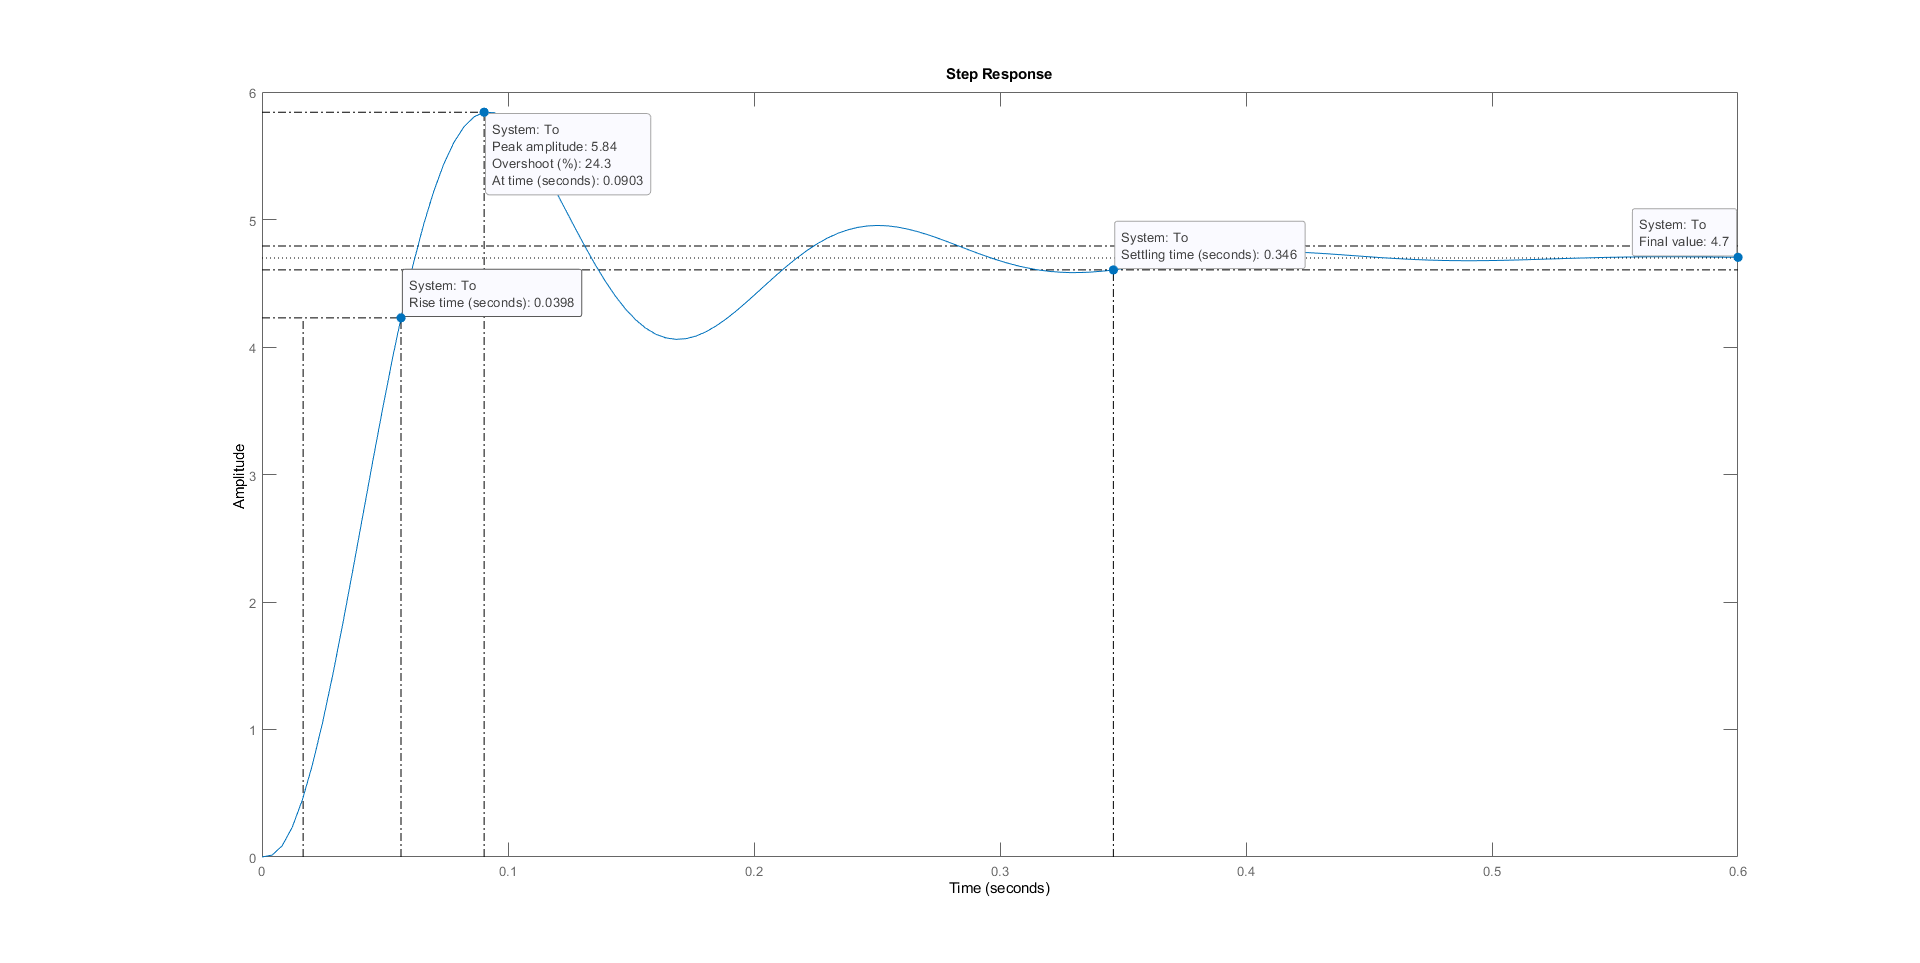 Step Response
6
System: To
Peak amplitude: 5.84
Overshoot (%): 24.3
At time (seconds): 0.0903
5
System: To
Final value: 4.7
System: To
Settling time (seconds): 0.346
System: To
Rise time (seconds): 0.0398
4
Amplitude
3
2
1
0
0 0.1 0.2 0.3 0.4 0.5 0.6
Time (seconds)